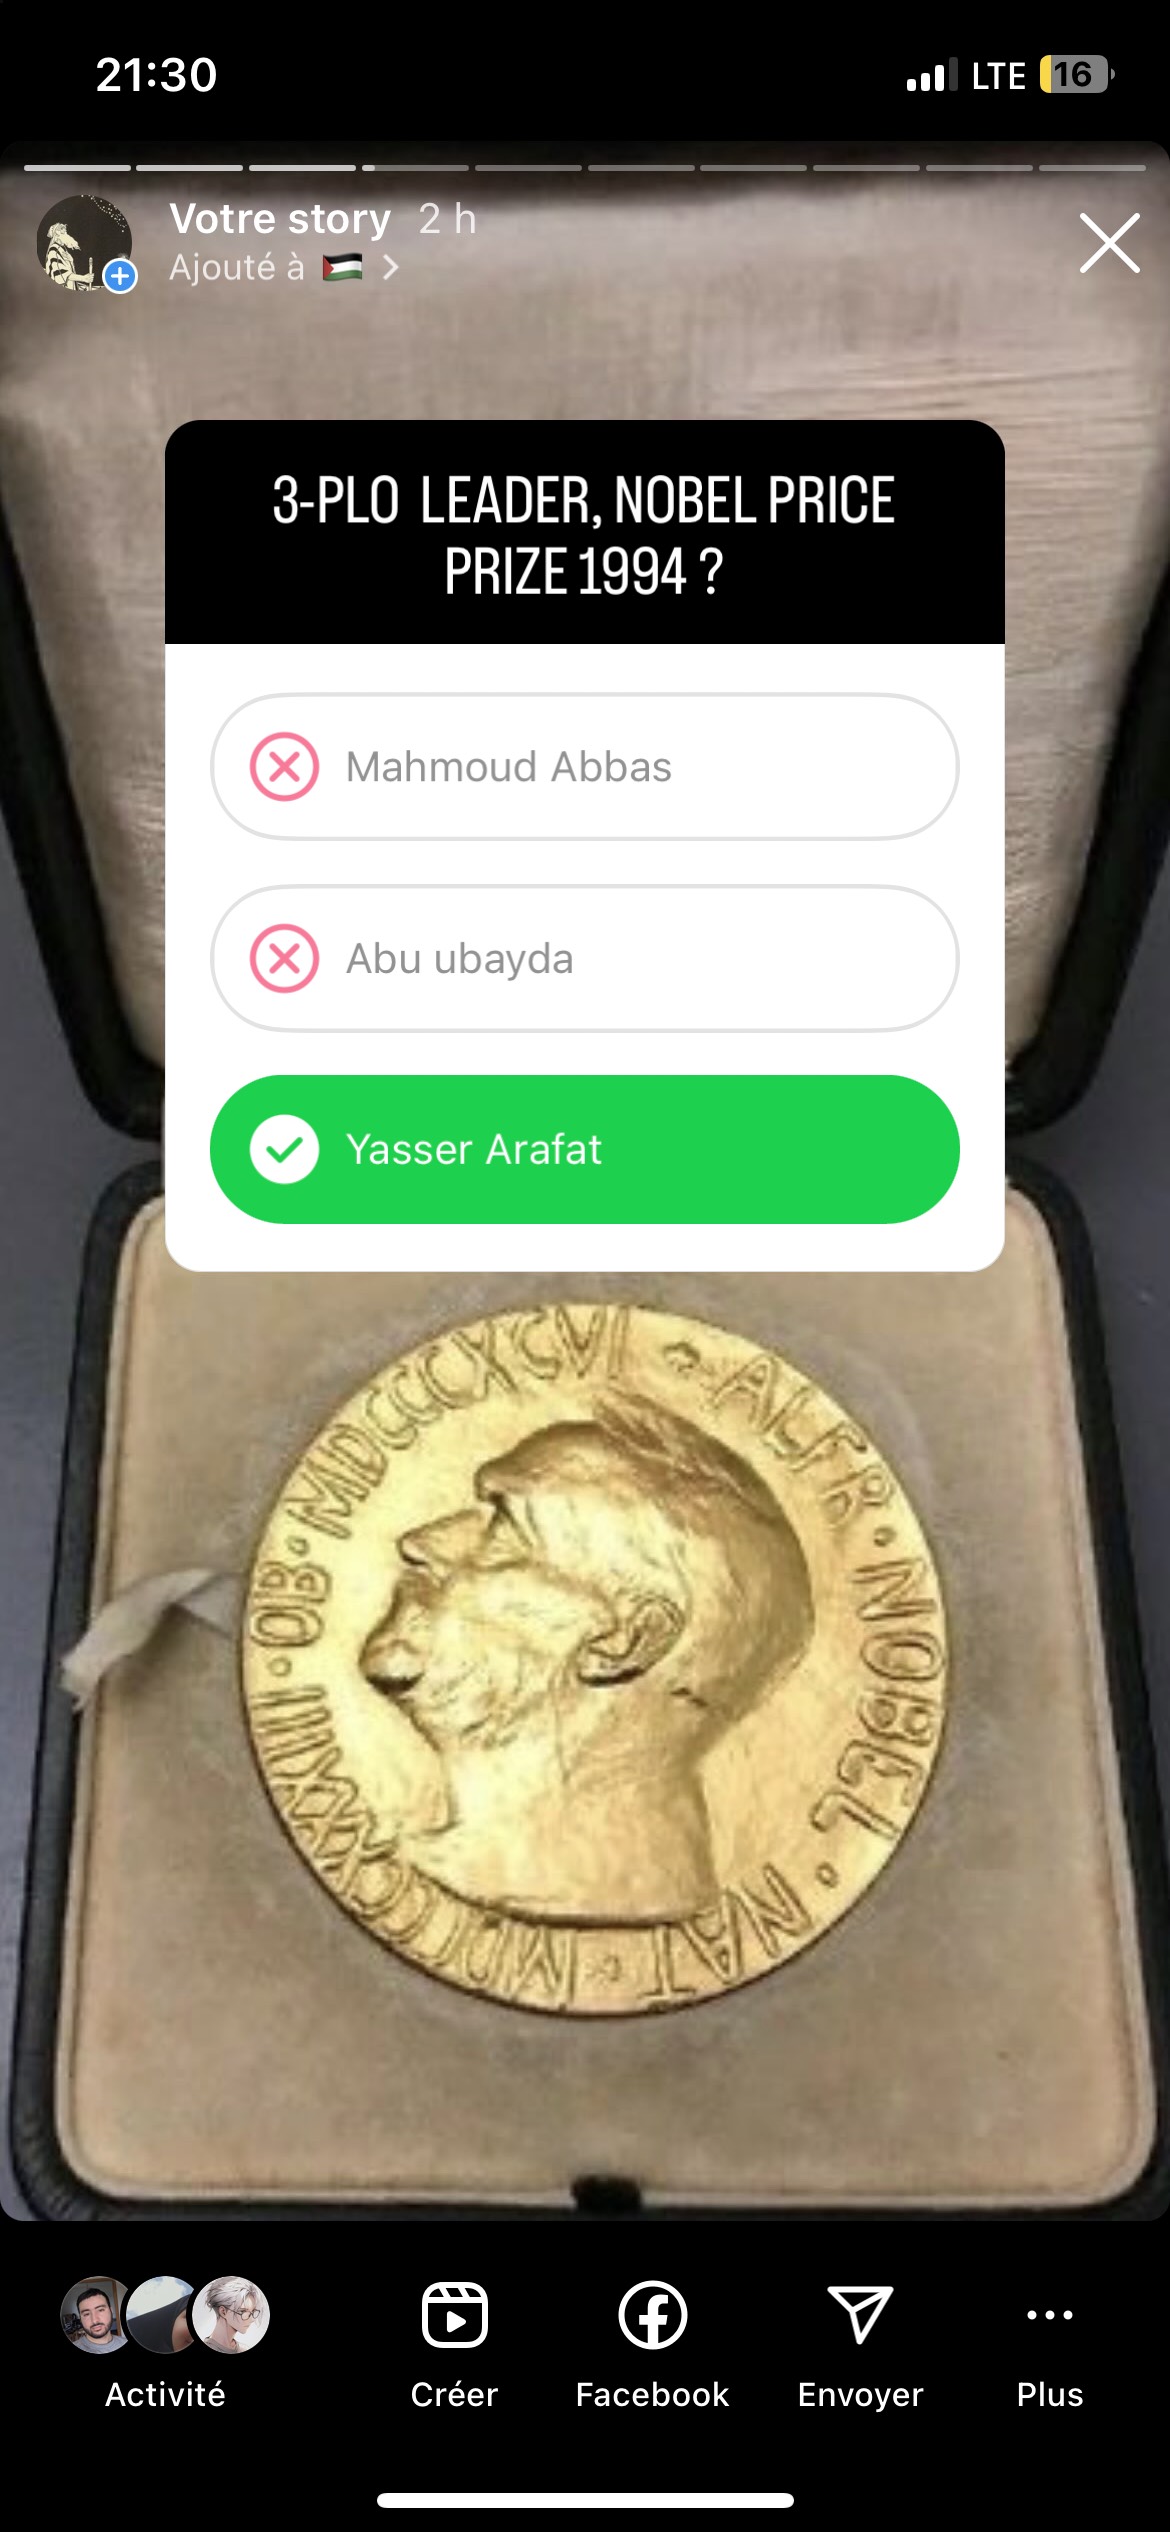 21:30
LTE 16
Votre story 2 h
Ajouté à 🇵🇸 >
3-PLO LEADER, NOBEL PRICE
PRIZE 1994 ?
Mahmoud Abbas
Abu ubayda
Yasser Arafat
ALFR · NOBEL · NAT · MDCCCXXXIII · OB · MDCCCXCVI
Activité
Créer
Facebook
Envoyer
Plus